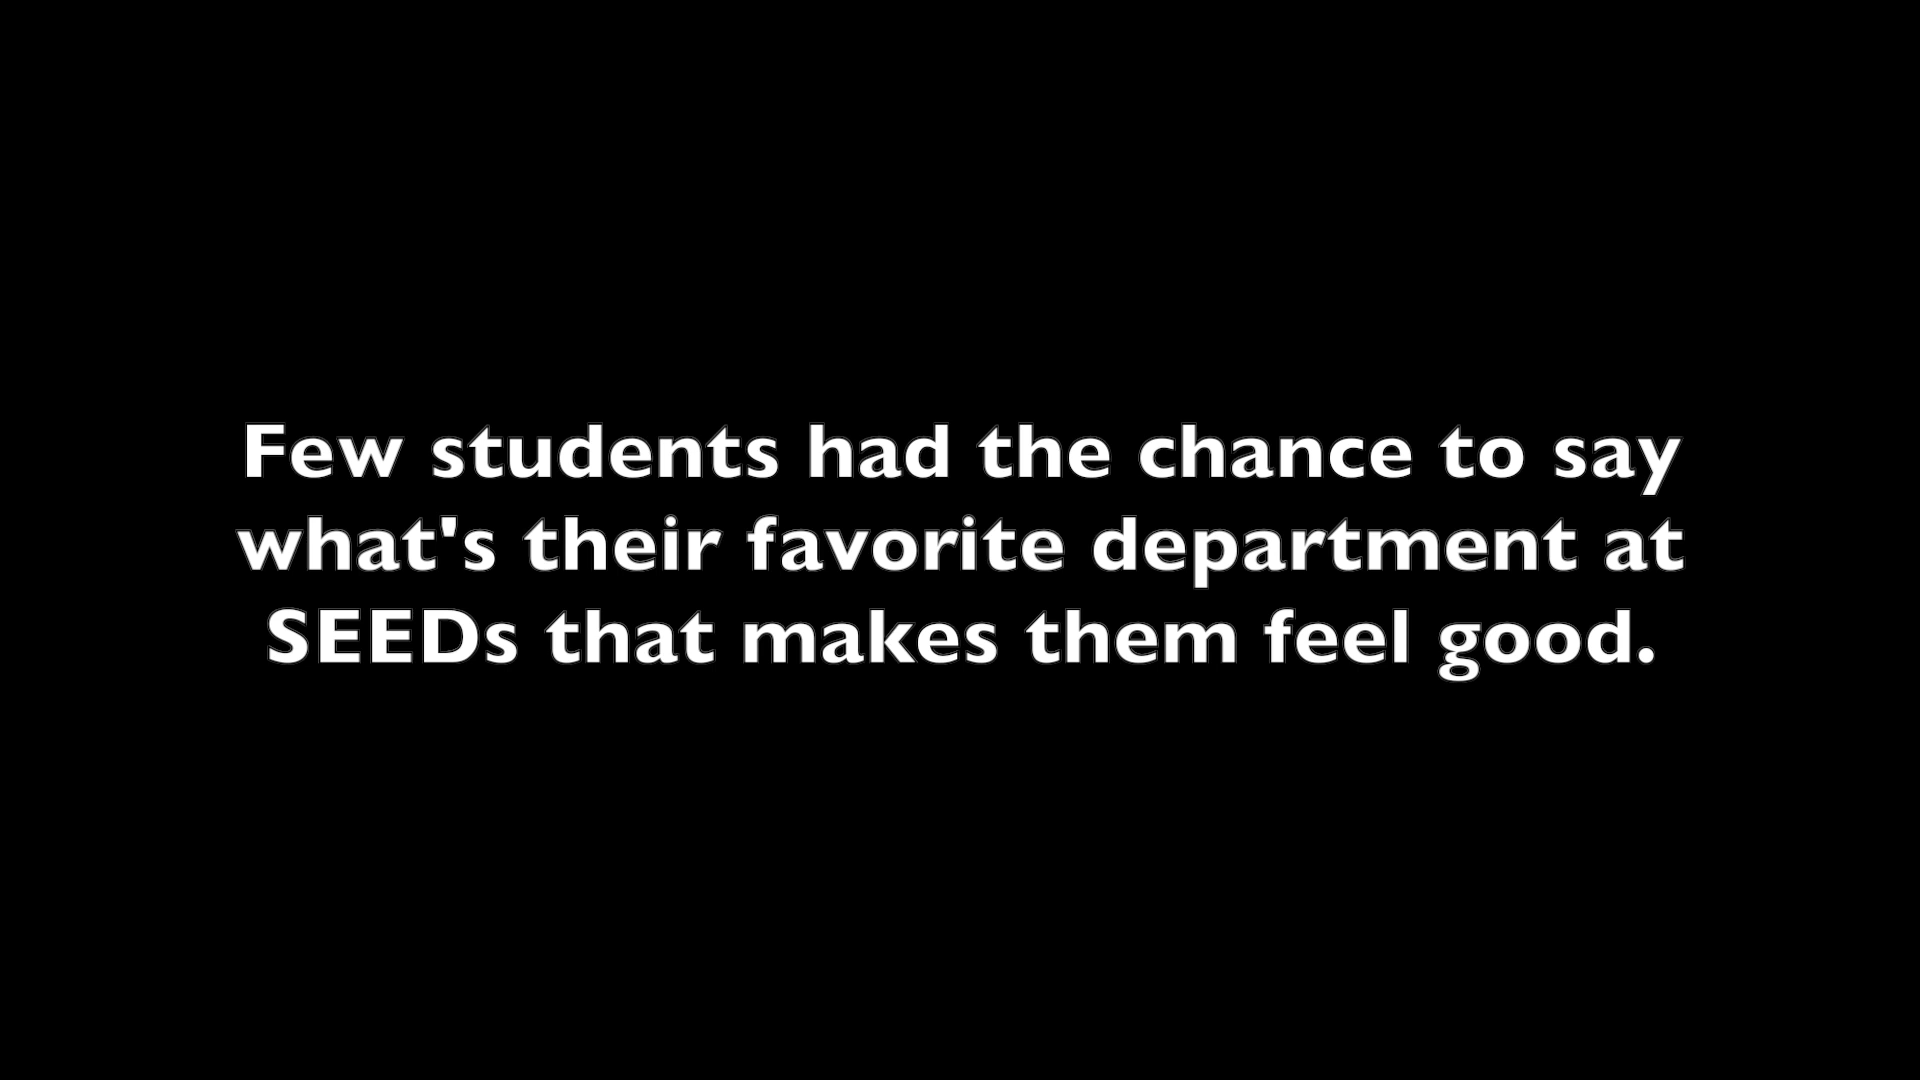 Few students had the chance to say
what's their favorite department at
SEEDs that makes them feel good.